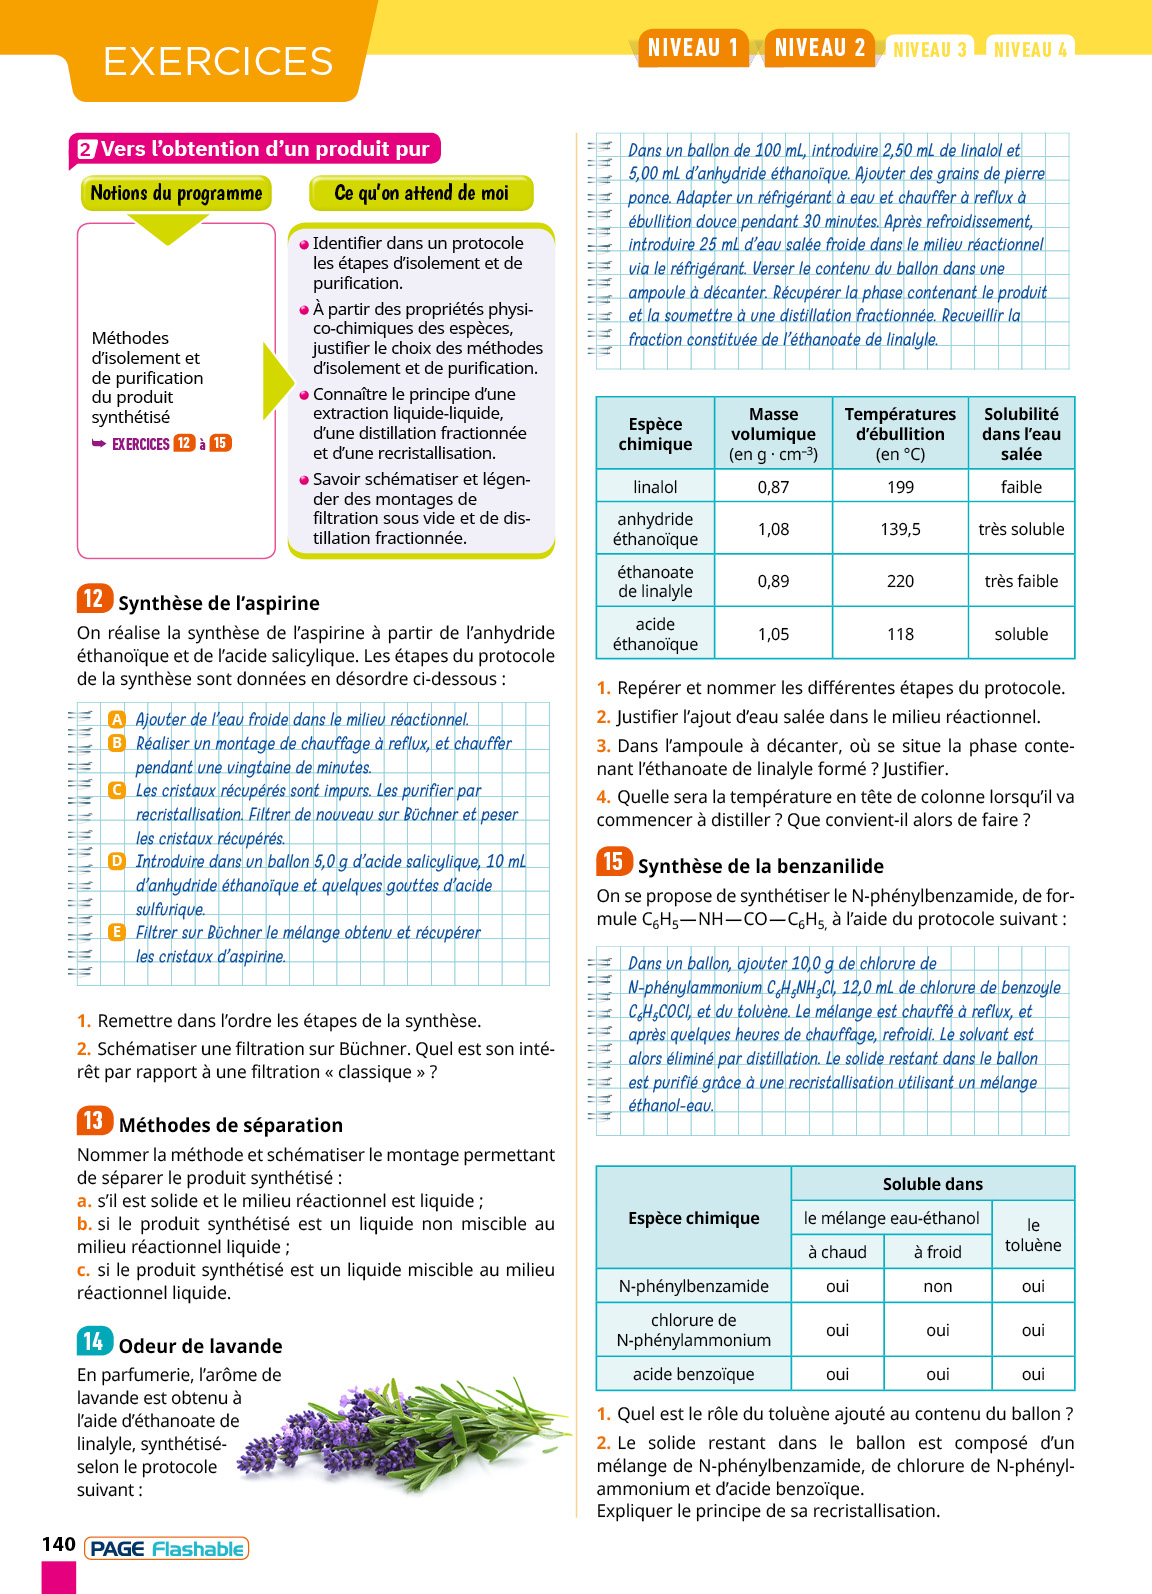 EXERCICES
NIVEAU 1
NIVEAU 2
NIVEAU 3
NIVEAU 4
2 Vers l’obtention d’un produit pur
Notions du programme
Ce qu’on attend de moi
Méthodes
d’isolement et
de purification
du produit
synthétisé
➥ EXERCICES 12 à 15
• Identifier dans un protocole
les étapes d’isolement et de
purification.
• À partir des propriétés physi-
co-chimiques des espèces,
justifier le choix des méthodes
d’isolement et de purification.
• Connaître le principe d’une
extraction liquide-liquide,
d’une distillation fractionnée
et d’une recristallisation.
• Savoir schématiser et légen-
der des montages de
filtration sous vide et de dis-
tillation fractionnée.
12 Synthèse de l’aspirine
On réalise la synthèse de l’aspirine à partir de l’anhydride
éthanoïque et de l’acide salicylique. Les étapes du protocole
de la synthèse sont données en désordre ci-dessous :
A Ajouter de l’eau froide dans le milieu réactionnel.
B Réaliser un montage de chauffage à reflux, et chauffer
pendant une vingtaine de minutes.
C Les cristaux récupérés sont impurs. Les purifier par
recristallisation. Filtrer de nouveau sur Büchner et peser
les cristaux récupérés.
D Introduire dans un ballon 5,0 g d’acide salicylique, 10 mL
d’anhydride éthanoïque et quelques gouttes d’acide
sulfurique.
E Filtrer sur Büchner le mélange obtenu et récupérer
les cristaux d’aspirine.
1. Remettre dans l’ordre les étapes de la synthèse.
2. Schématiser une filtration sur Büchner. Quel est son inté-
rêt par rapport à une filtration « classique » ?
13 Méthodes de séparation
Nommer la méthode et schématiser le montage permettant
de séparer le produit synthétisé :
a. s’il est solide et le milieu réactionnel est liquide ;
b. si le produit synthétisé est un liquide non miscible au
milieu réactionnel liquide ;
c. si le produit synthétisé est un liquide miscible au milieu
réactionnel liquide.
14 Odeur de lavande
En parfumerie, l’arôme de
lavande est obtenu à
l’aide d’éthanoate de
linalyle, synthétisé-
selon le protocole
suivant :
Dans un ballon de 100 mL, introduire 2,50 mL de linalol et
5,00 mL d’anhydride éthanoïque. Ajouter des grains de pierre
ponce. Adapter un réfrigérant à eau et chauffer à reflux à
ébullition douce pendant 30 minutes. Après refroidissement,
introduire 25 mL d’eau salée froide dans le milieu réactionnel
via le réfrigérant. Verser le contenu du ballon dans une
ampoule à décanter. Récupérer la phase contenant le produit
et la soumettre à une distillation fractionnée. Recueillir la
fraction constituée de l’éthanoate de linalyle.
Espèce chimique | Masse volumique (en g · cm⁻³) | Températures d’ébullition (en °C) | Solubilité dans l’eau salée
linalol | 0,87 | 199 | faible
anhydride éthanoïque | 1,08 | 139,5 | très soluble
éthanoate de linalyle | 0,89 | 220 | très faible
acide éthanoïque | 1,05 | 118 | soluble
1. Repérer et nommer les différentes étapes du protocole.
2. Justifier l’ajout d’eau salée dans le milieu réactionnel.
3. Dans l’ampoule à décanter, où se situe la phase conte-
nant l’éthanoate de linalyle formé ? Justifier.
4. Quelle sera la température en tête de colonne lorsqu’il va
commencer à distiller ? Que convient-il alors de faire ?
15 Synthèse de la benzanilide
On se propose de synthétiser le N-phénylbenzamide, de for-
mule C₆H₅—NH—CO—C₆H₅, à l’aide du protocole suivant :
Dans un ballon, ajouter 10,0 g de chlorure de
N-phénylammonium C₆H₅NH₃Cl, 12,0 mL de chlorure de benzoyle
C₆H₅COCl, et du toluène. Le mélange est chauffé à reflux, et
après quelques heures de chauffage, refroidi. Le solvant est
alors éliminé par distillation. Le solide restant dans le ballon
est purifié grâce à une recristallisation utilisant un mélange
éthanol-eau.
Espèce chimique | Soluble dans
le mélange eau-éthanol | le toluène
à chaud | à froid
N-phénylbenzamide | oui | non | oui
chlorure de N-phénylammonium | oui | oui | oui
acide benzoïque | oui | oui | oui
1. Quel est le rôle du toluène ajouté au contenu du ballon ?
2. Le solide restant dans le ballon est composé d’un
mélange de N-phénylbenzamide, de chlorure de N-phényl-
ammonium et d’acide benzoïque.
Expliquer le principe de sa recristallisation.
140 PAGE Flashable